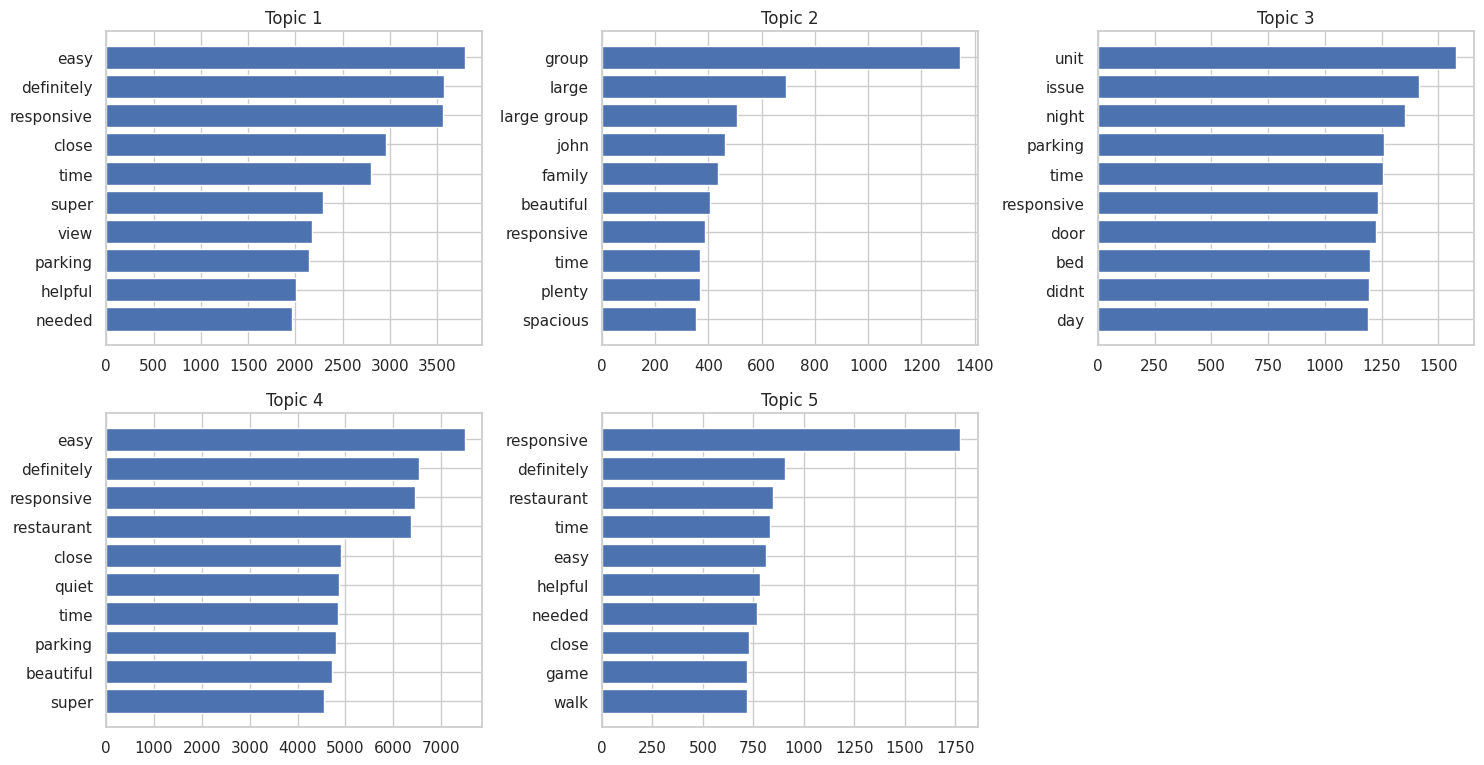 Topic 1
easy
definitely
responsive
close
time
super
view
parking
helpful
needed
0 500 1000 1500 2000 2500 3000 3500
Topic 2
group
large
large group
john
family
beautiful
responsive
time
plenty
spacious
0 200 400 600 800 1000 1200 1400
Topic 3
unit
issue
night
parking
time
responsive
door
bed
didnt
day
0 250 500 750 1000 1250 1500
Topic 4
easy
definitely
responsive
restaurant
close
quiet
time
parking
beautiful
super
0 1000 2000 3000 4000 5000 6000 7000
Topic 5
responsive
definitely
restaurant
time
easy
helpful
needed
close
game
walk
0 250 500 750 1000 1250 1500 1750